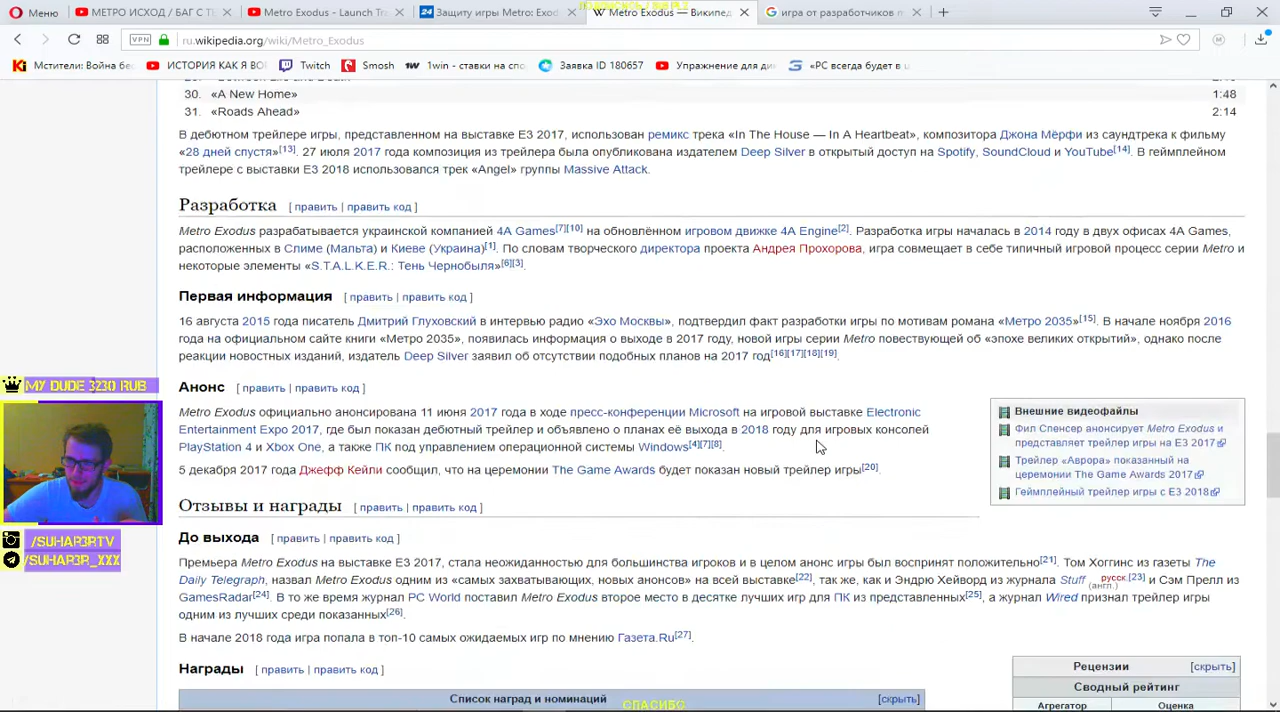 Меню
МЕТРО ИСХОД / БАГ С ТЕ
Metro Exodus - Launch Tra
24 Защиту игры Metro: Exod
W Metro Exodus — Википед
игра от разработчиков m
VPN ru.wikipedia.org/wiki/Metro_Exodus
Ki Мстители: Война бес
ИСТОРИЯ КАК Я ВО
Twitch
Smosh
1w 1win - ставки на спо
Заявка ID 180657
Упражнение для дик
«PC всегда будет в ц
30. «A New Home» 1:48
31. «Roads Ahead» 2:14
В дебютном трейлере игры, представленном на выставке E3 2017, использован ремикс трека «In The House — In A Heartbeat», композитора Джона Мёрфи из саундтрека к фильму
«28 дней спустя»[13]. 27 июля 2017 года композиция из трейлера была опубликована издателем Deep Silver в открытый доступ на Spotify, SoundCloud и YouTube[14]. В геймплейном
трейлере с выставки E3 2018 использовался трек «Angel» группы Massive Attack.
Разработка [ править | править код ]
Metro Exodus разрабатывается украинской компанией 4A Games[7][10] на обновлённом игровом движке 4A Engine[2]. Разработка игры началась в 2014 году в двух офисах 4A Games,
расположенных в Слиме (Мальта) и Киеве (Украина)[1]. По словам творческого директора проекта Андрея Прохорова, игра совмещает в себе типичный игровой процесс серии Metro и
некоторые элементы «S.T.A.L.K.E.R.: Тень Чернобыля»[6][3].
Первая информация [ править | править код ]
16 августа 2015 года писатель Дмитрий Глуховский в интервью радио «Эхо Москвы», подтвердил факт разработки игры по мотивам романа «Метро 2035»[15]. В начале ноября 2016
года на официальном сайте книги «Метро 2035», появилась информация о выходе в 2017 году, новой игры серии Metro повествующей об «эпохе великих открытий», однако после
реакции новостных изданий, издатель Deep Silver заявил об отсутствии подобных планов на 2017 год[16][17][18][19].
Анонс [ править | править код ]
MY DUDE 3230 RUB
Metro Exodus официально анонсирована 11 июня 2017 года в ходе пресс-конференции Microsoft на игровой выставке Electronic
Entertainment Expo 2017, где был показан дебютный трейлер и объявлено о планах её выхода в 2018 году для игровых консолей
PlayStation 4 и Xbox One, а также ПК под управлением операционной системы Windows[4][7][8].
5 декабря 2017 года Джефф Кейли сообщил, что на церемонии The Game Awards будет показан новый трейлер игры[20].
Внешние видеофайлы
Фил Спенсер анонсирует Metro Exodus и
представляет трейлер игры на E3 2017
Трейлер «Аврора» показанный на
церемонии The Game Awards 2017
Геймплейный трейлер игры с E3 2018
Отзывы и награды [ править | править код ]
/SUHAP3RTV
/SUHAP3R_XXX
До выхода [ править | править код ]
Премьера Metro Exodus на выставке E3 2017, стала неожиданностью для большинства игроков и в целом анонс игры был воспринят положительно[21]. Том Хоггинс из газеты The
Daily Telegraph, назвал Metro Exodus одним из «самых захватывающих, новых анонсов» на всей выставке[22], так же, как и Эндрю Хейворд из журнала Stuff (англ.) русск.[23] и Сэм Прелл из
GamesRadar[24]. В то же время журнал PC World поставил Metro Exodus второе место в десятке лучших игр для ПК из представленных[25], а журнал Wired признал трейлер игры
одним из лучших среди показанных[26].
В начале 2018 года игра попала в топ-10 самых ожидаемых игр по мнению Газета.Ru[27].
Награды [ править | править код ]
Список наград и номинаций [скрыть]
Рецензии [скрыть]
Сводный рейтинг
Агрегатор Оценка
СПАСИБО